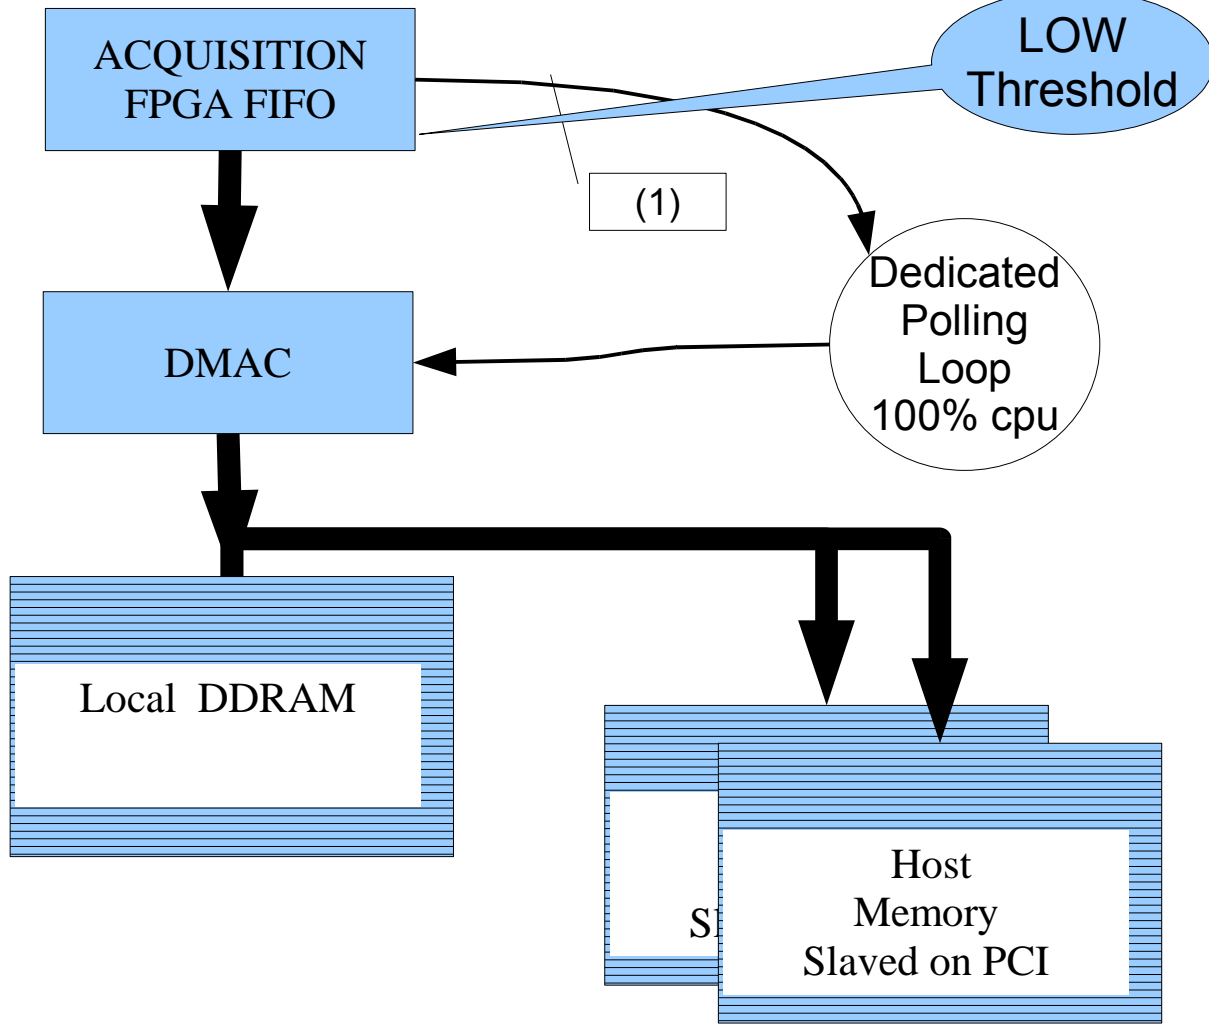 ACQUISITION
FPGA FIFO
LOW
Threshold
(1)
Dedicated
Polling
Loop
100% cpu
DMAC
Local DDRAM
Host
Memory
Slaved on PCI